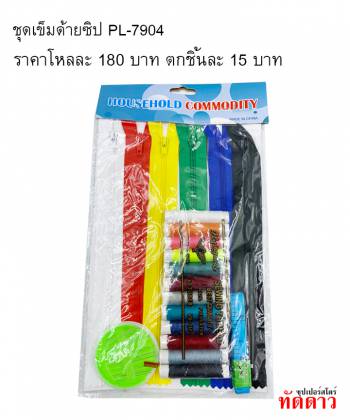 ชุดเข็มด้ายซิป PL-7904
ราคาโหลละ 180 บาท ตกชิ้นละ 15 บาท
HOUSEHOLD COMMODITY
MADE IN CHINA
ซุปเปอร์สโตร์
ทัดดาว